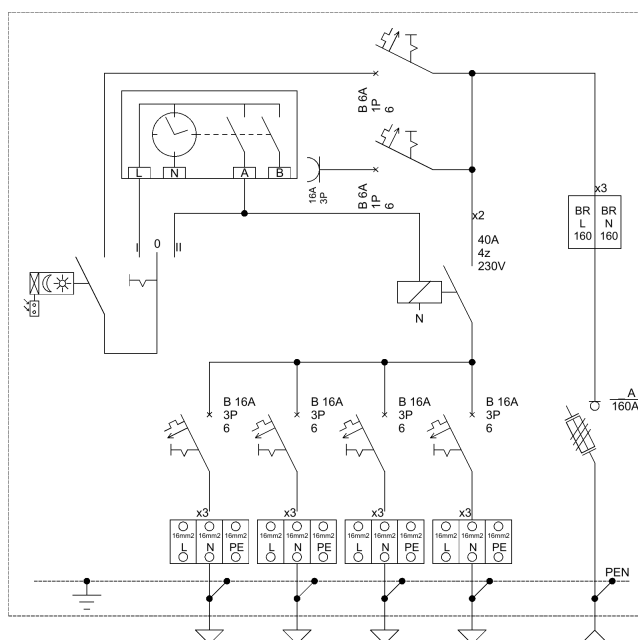 B 6A
1P
6
L
N
A
B
16A
3P
B 6A
1P
6
x3
BR
L
160
BR
N
160
x2
40A
4z
230V
I
0
II
N
A
160A
B 16A
3P
6
B 16A
3P
6
B 16A
3P
6
B 16A
3P
6
x3
x3
x3
x3
16mm2
16mm2
16mm2
16mm2
16mm2
16mm2
16mm2
16mm2
16mm2
16mm2
16mm2
16mm2
L
N
PE
L
N
PE
L
N
PE
L
N
PE
PEN